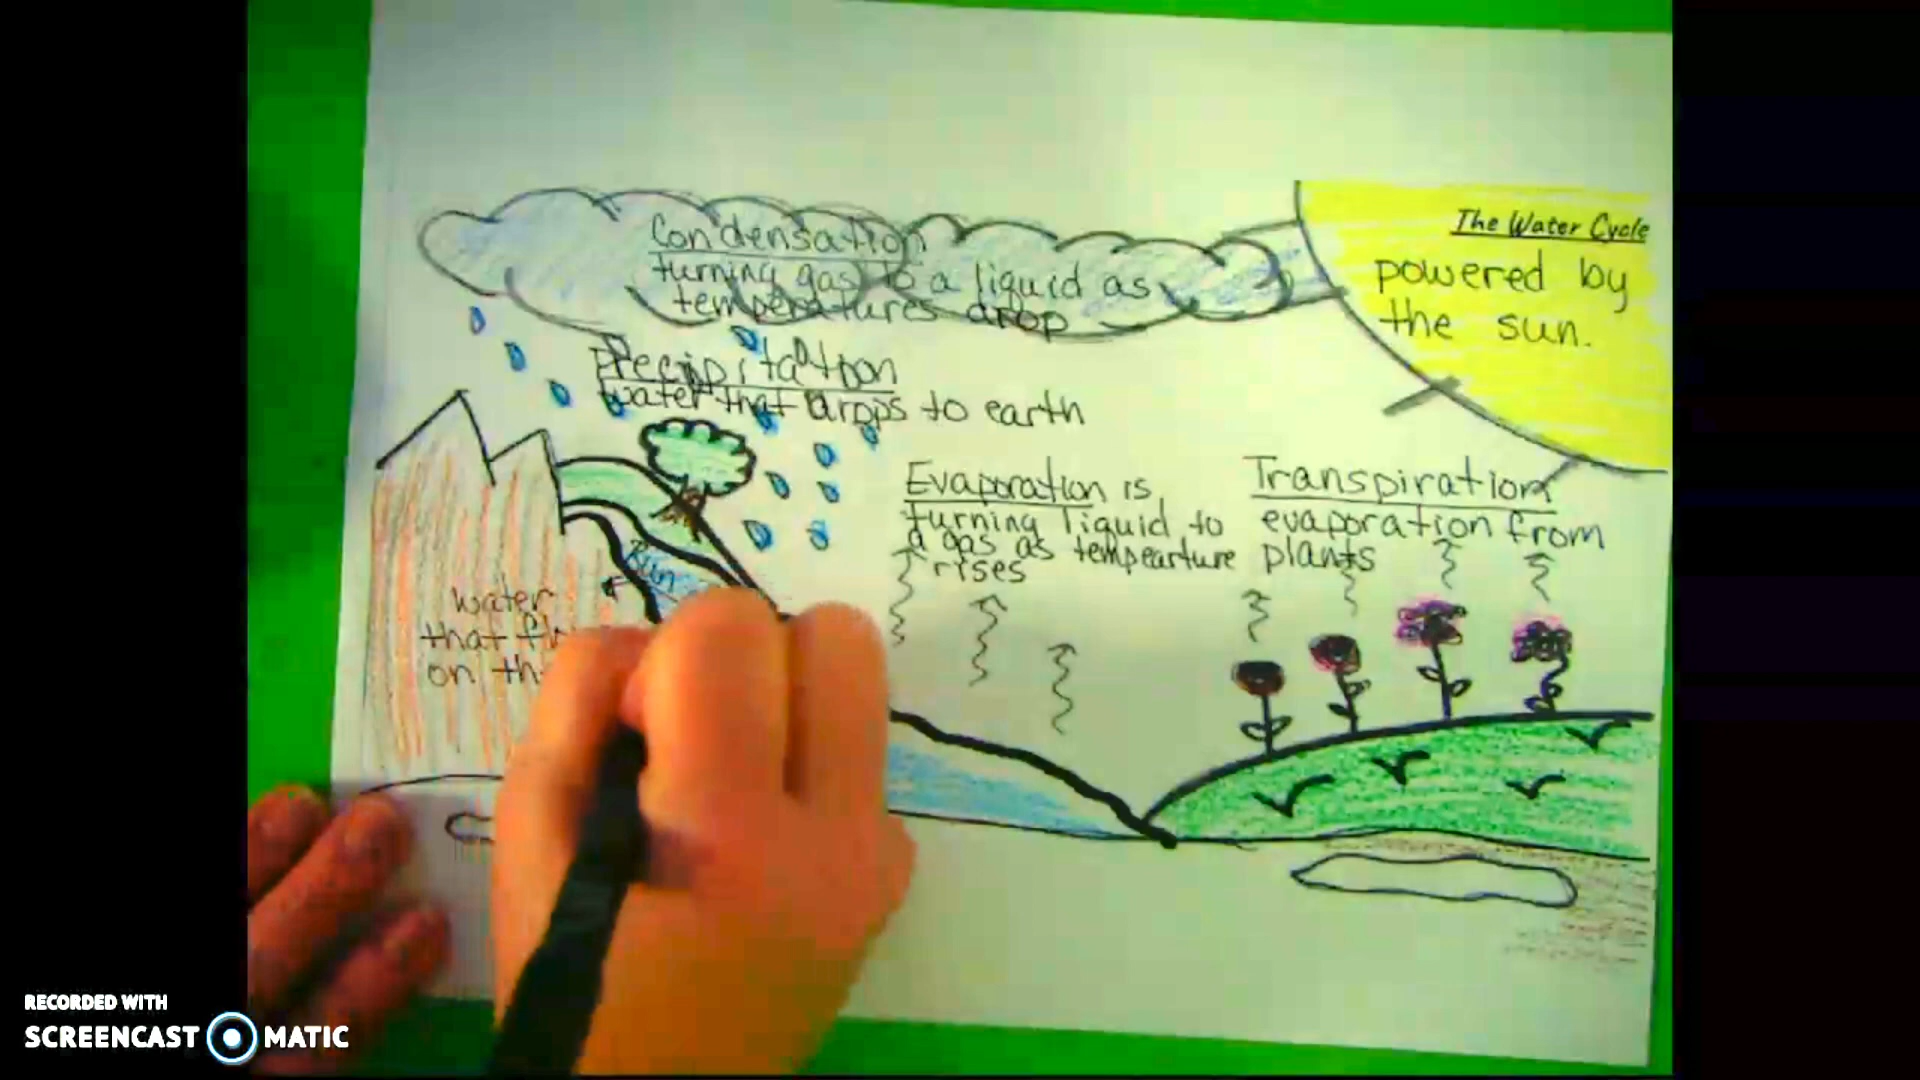 The Water Cycle
powered by
the sun.
Condensation
turning gas to a liquid as
temperatures drop
Precipitation
water that drops to earth
Evaporation is
turning liquid to
a gas as tempearture
rises
Transpiration
evaporation from
plants
Run
water
that
on
RECORDED WITH
SCREENCAST MATIC